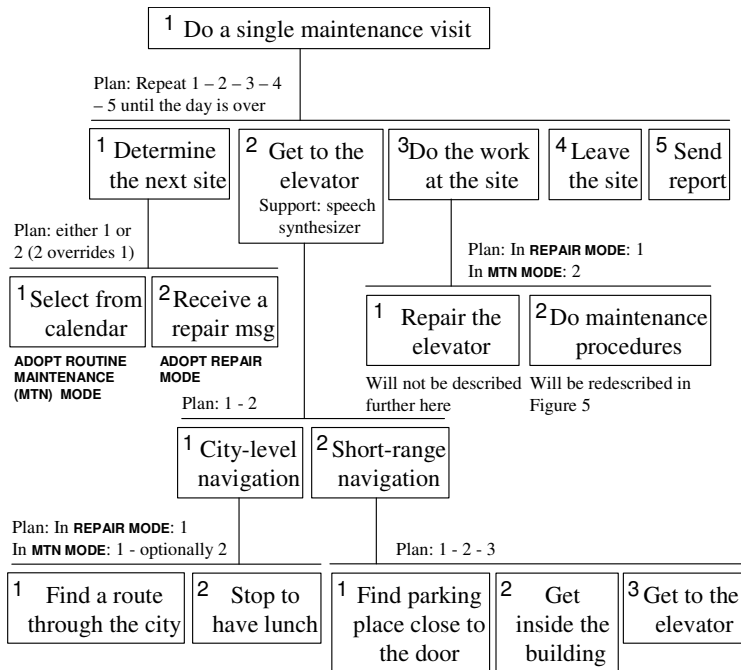 1 Do a single maintenance visit
Plan: Repeat 1 – 2 – 3 – 4
– 5 until the day is over
1 Determine
the next site
2 Get to the
elevator
Support: speech
synthesizer
3 Do the work
at the site
4 Leave
the site
5 Send
report
Plan: either 1 or
2 (2 overrides 1)
1 Select from
calendar
2 Receive a
repair msg
ADOPT ROUTINE
MAINTENANCE
(MTN) MODE
ADOPT REPAIR
MODE
Plan: In REPAIR MODE: 1
In MTN MODE: 2
1 Repair the
elevator
2 Do maintenance
procedures
Will not be described
further here
Will be redescribed in
Figure 5
Plan: 1 - 2
1 City-level
navigation
2 Short-range
navigation
Plan: In REPAIR MODE: 1
In MTN MODE: 1 - optionally 2
Plan: 1 - 2 - 3
1 Find a route
through the city
2 Stop to
have lunch
1 Find parking
place close to
the door
2 Get
inside the
building
3 Get to the
elevator